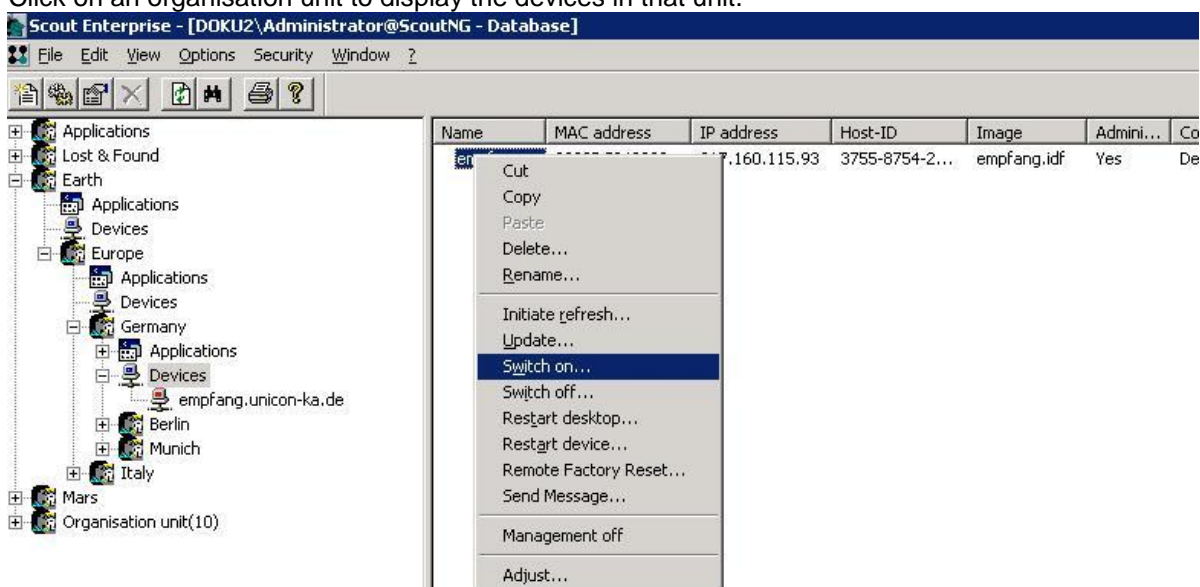 Click on an organisation unit to display the devices in that unit.
Scout Enterprise - [DOKU2\Administrator@ScoutNG - Database]
File Edit View Options Security Window ?
Applications
Lost & Found
Earth
Applications
Devices
Europe
Applications
Devices
Germany
Applications
Devices
empfang.unicon-ka.de
Berlin
Munich
Italy
Mars
Organisation unit(10)
Name MAC address IP address Host-ID Image Admini... Co
7.160.115.93 3755-8754-2... empfang.idf Yes De
Cut
Copy
Paste
Delete...
Rename...
Initiate refresh...
Update...
Switch on...
Switch off...
Restart desktop...
Restart device...
Remote Factory Reset...
Send Message...
Management off
Adjust...